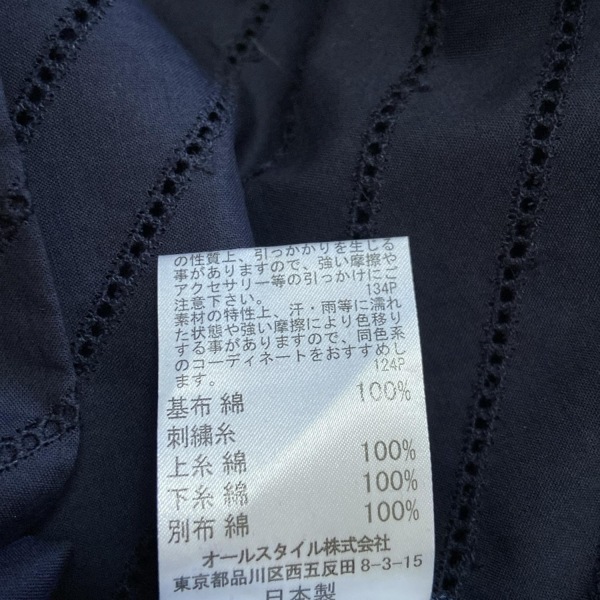 の性質上、引っかかりを生じる
事がありますので、強い摩擦や
アクセサリー等の引っかけにご
注意下さい。 134P
素材の特性上、汗・雨等に濡れ
た状態や強い摩擦により色移り
する事がありますので、同色系
のコーディネートをおすすめし
ます。 124P
基布 綿 100%
刺繍糸
上糸 綿 100%
下糸 綿 100%
別布 綿 100%
オールスタイル株式会社
東京都品川区西五反田8-3-15
日本製